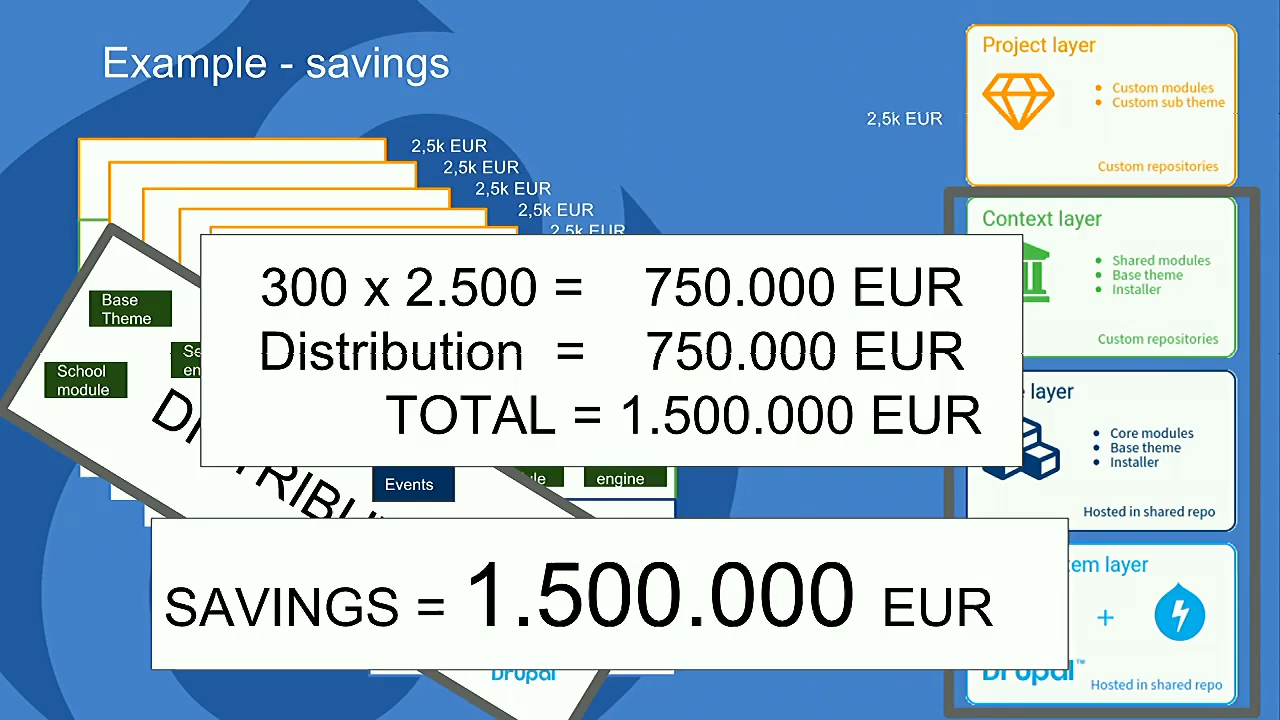 Example - savings
2,5k EUR
2,5k EUR
2,5k EUR
2,5k EUR
2,5k EUR
2,5k EUR
Project layer
Custom modules
Custom sub theme
Custom repositories
Context layer
Shared modules
Base theme
Installer
Custom repositories
layer
Core modules
Base theme
Installer
Hosted in shared repo
layer
+
Drupal™
Hosted in shared repo
Base
Theme
School
module
300 x 2.500 = 750.000 EUR
Distribution = 750.000 EUR
TOTAL = 1.500.000 EUR
Events
engine
SAVINGS = 1.500.000 EUR
Drupal